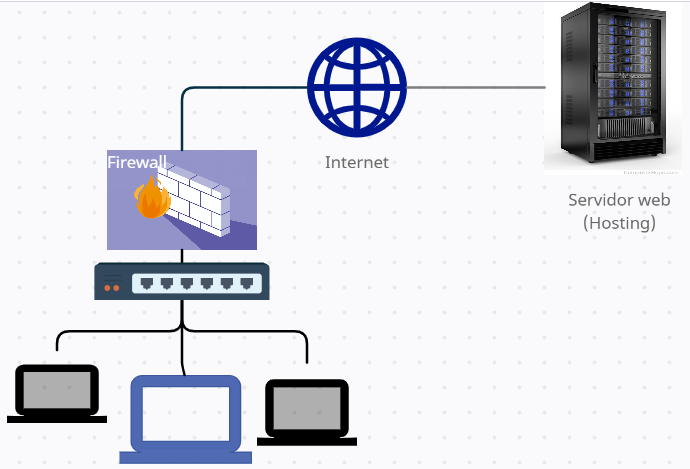 Firewall
Internet
Servidor web
(Hosting)